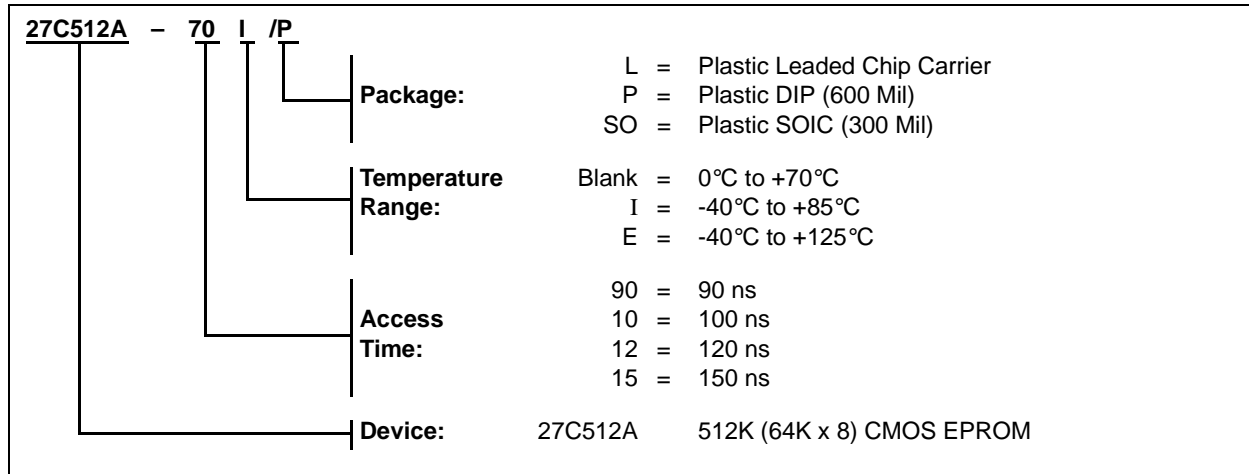 27C512A – 70 I /P
Package: L = Plastic Leaded Chip Carrier
P = Plastic DIP (600 Mil)
SO = Plastic SOIC (300 Mil)
Temperature Range: Blank = 0°C to +70°C
I = -40°C to +85°C
E = -40°C to +125°C
Access Time: 90 = 90 ns
10 = 100 ns
12 = 120 ns
15 = 150 ns
Device: 27C512A 512K (64K x 8) CMOS EPROM